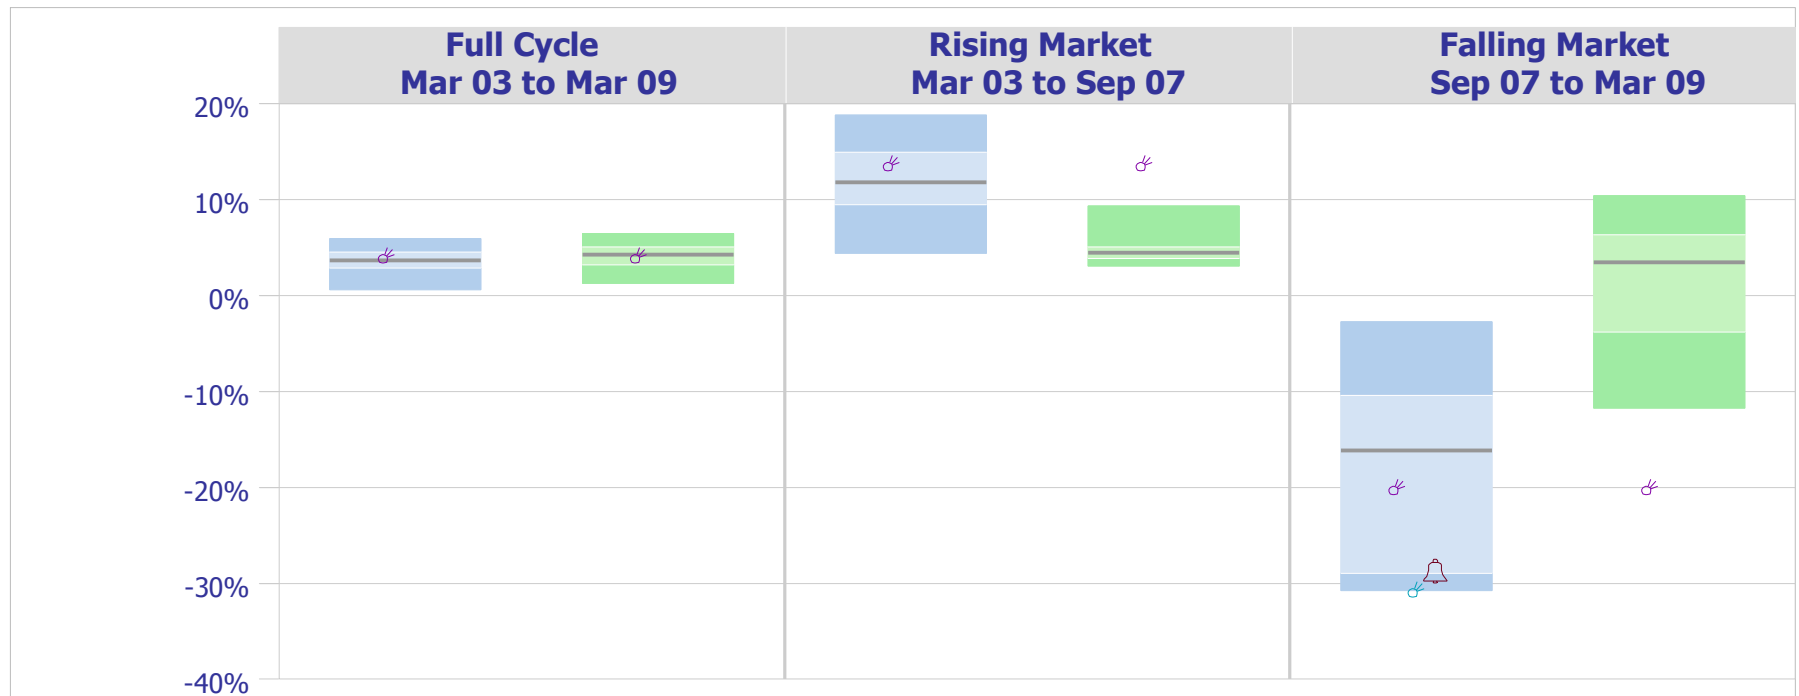 Full Cycle
Mar 03 to Mar 09
Rising Market
Mar 03 to Sep 07
Falling Market
Sep 07 to Mar 09
20%
10%
0%
-10%
-20%
-30%
-40%